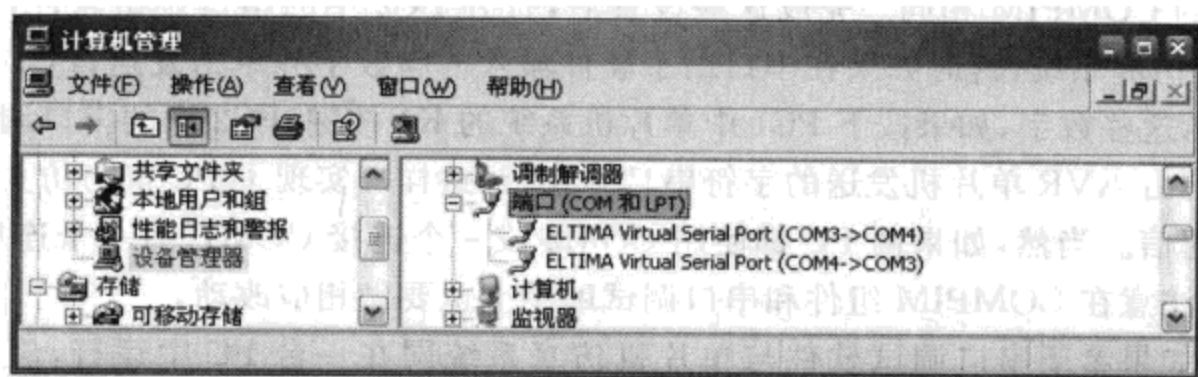 计算机管理
文件(F) 操作(A) 查看(V) 窗口(W) 帮助(H)
共享文件夹
本地用户和组
性能日志和警报
设备管理器
存储
可移动存储
调制解调器
端口 (COM 和 LPT)
ELTIMA Virtual Serial Port (COM3->COM4)
ELTIMA Virtual Serial Port (COM4->COM3)
计算机
监视器